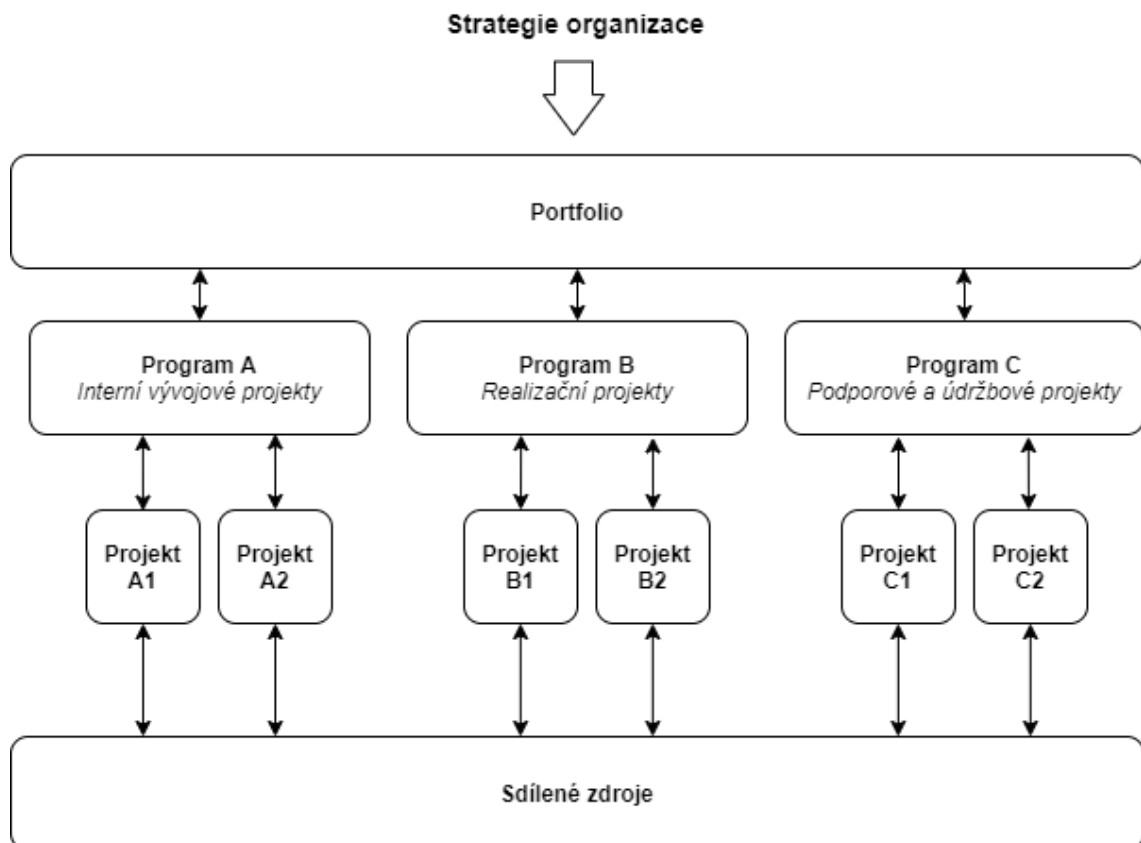 Strategie organizace
Portfolio
Program A
Interní vývojové projekty
Program B
Realizační projekty
Program C
Podporové a údržbové projekty
Projekt
A1
Projekt
A2
Projekt
B1
Projekt
B2
Projekt
C1
Projekt
C2
Sdílené zdroje